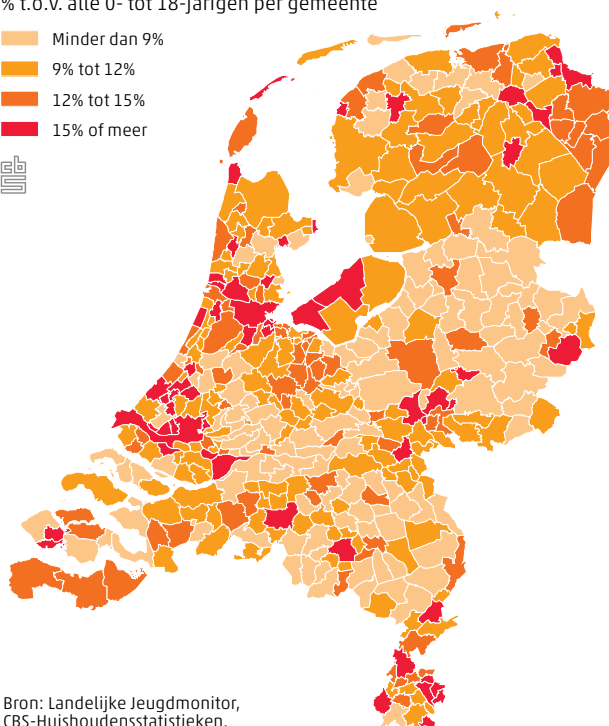 % t.o.v. alle 0- tot 18-jarigen per gemeente
Minder dan 9%
9% tot 12%
12% tot 15%
15% of meer
cbs
Bron: Landelijke Jeugdmonitor,
CBS-Huishoudensstatistieken.